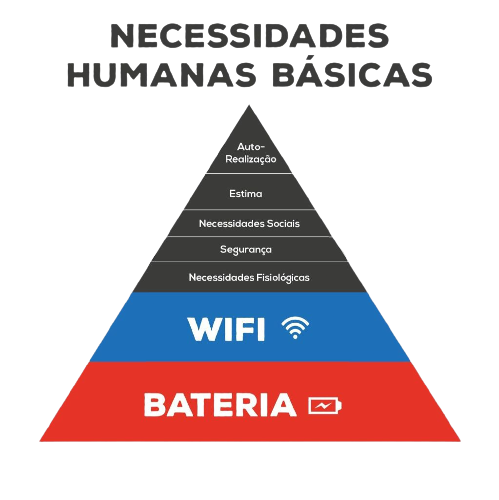 NECESSIDADES
HUMANAS BÁSICAS
Auto-
Realização
Estima
Necessidades Sociais
Segurança
Necessidades Fisiológicas
WIFI
BATERIA